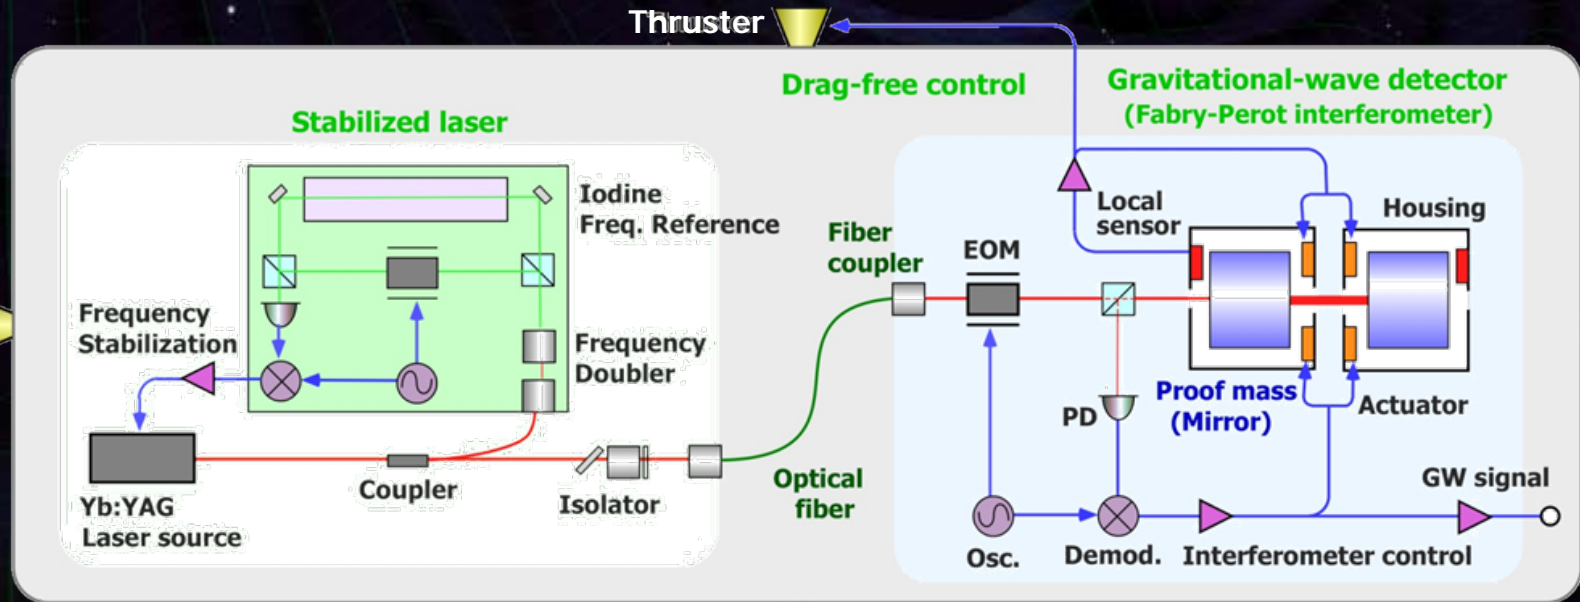 Thruster
Drag-free control
Gravitational-wave detector
(Fabry-Perot interferometer)
Stabilized laser
Iodine
Freq. Reference
Local
sensor
Housing
Fiber
coupler
EOM
Frequency
Stabilization
Frequency
Doubler
Proof mass
(Mirror)
PD
Actuator
Coupler
Isolator
Optical
fiber
GW signal
Yb:YAG
Laser source
Osc.
Demod.
Interferometer control